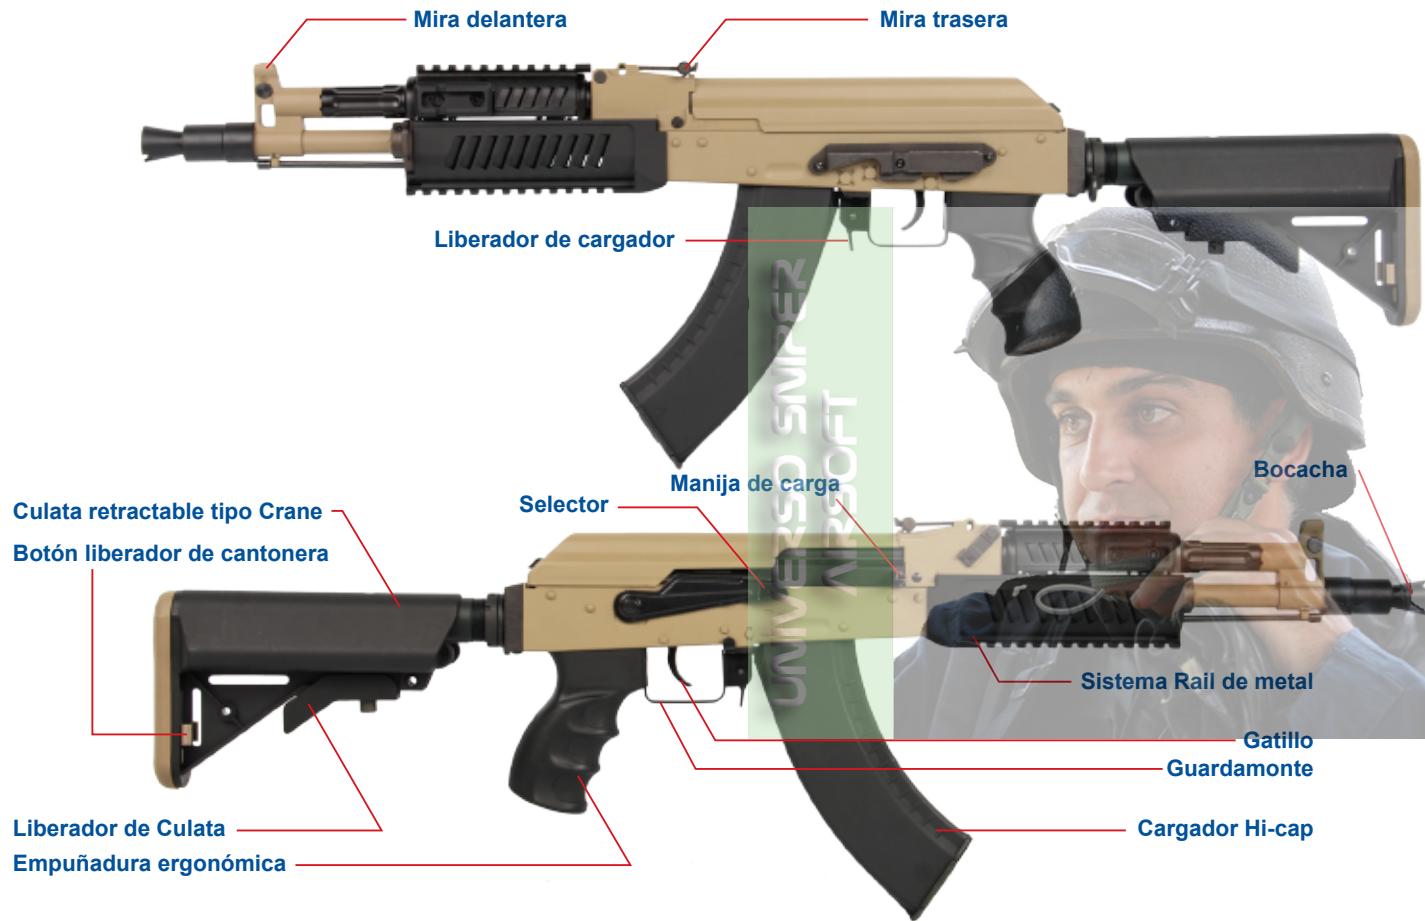 Mira delantera
Mira trasera
Liberador de cargador
UNIVERSO SNIPER
AIRSOFT
Manija de carga
Bocacha
Selector
Culata retractable tipo Crane
Botón liberador de cantonera
Sistema Rail de metal
Gatillo
Guardamonte
Liberador de Culata
Cargador Hi-cap
Empuñadura ergonómica